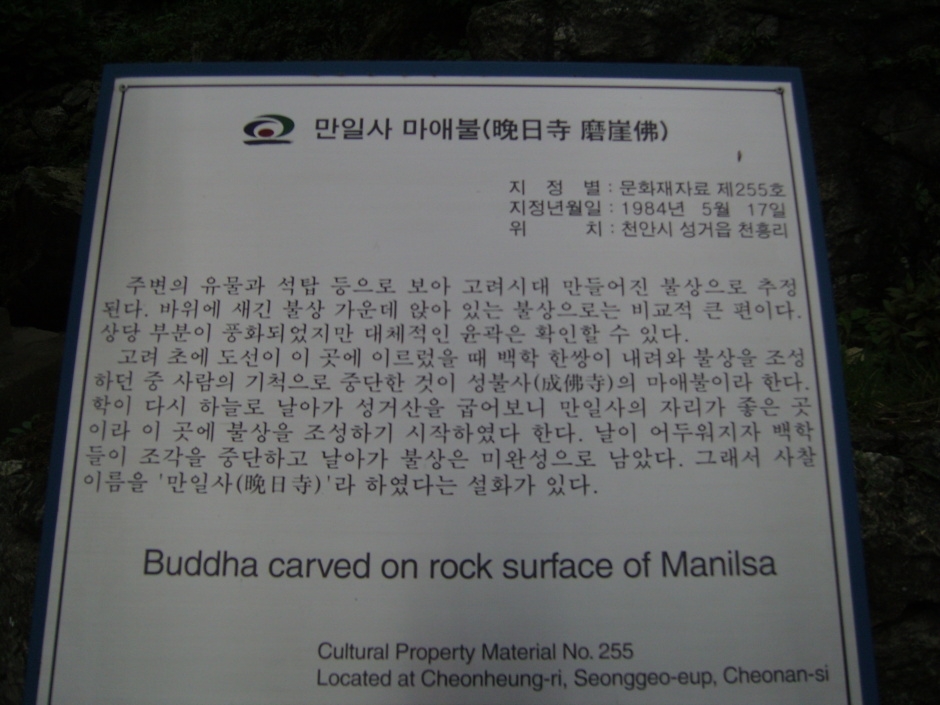 만일사 마애불(晩日寺 磨崖佛)
지 정 별 : 문화재자료 제255호
지정년월일 : 1984년 5월 17일
위 치 : 천안시 성거읍 천흥리
주변의 유물과 석탑 등으로 보아 고려시대 만들어진 불상으로 추정
된다. 바위에 새긴 불상 가운데 앉아 있는 불상으로는 비교적 큰 편이다.
상당 부분이 풍화되었지만 대체적인 윤곽은 확인할 수 있다.
고려 초에 도선이 이 곳에 이르렀을 때 백학 한쌍이 내려와 불상을 조성
하던 중 사람의 기척으로 중단한 것이 성불사(成佛寺)의 마애불이라 한다.
학이 다시 하늘로 날아가 성거산을 굽어보니 만일사의 자리가 좋은 곳
이라 이 곳에 불상을 조성하기 시작하였다 한다. 날이 어두워지자 백학
들이 조각을 중단하고 날아가 불상은 미완성으로 남았다. 그래서 사찰
이름을 '만일사(晩日寺)'라 하였다는 설화가 있다.
Buddha carved on rock surface of Manilsa
Cultural Property Material No. 255
Located at Cheonheung-ri, Seonggeo-eup, Cheonan-si